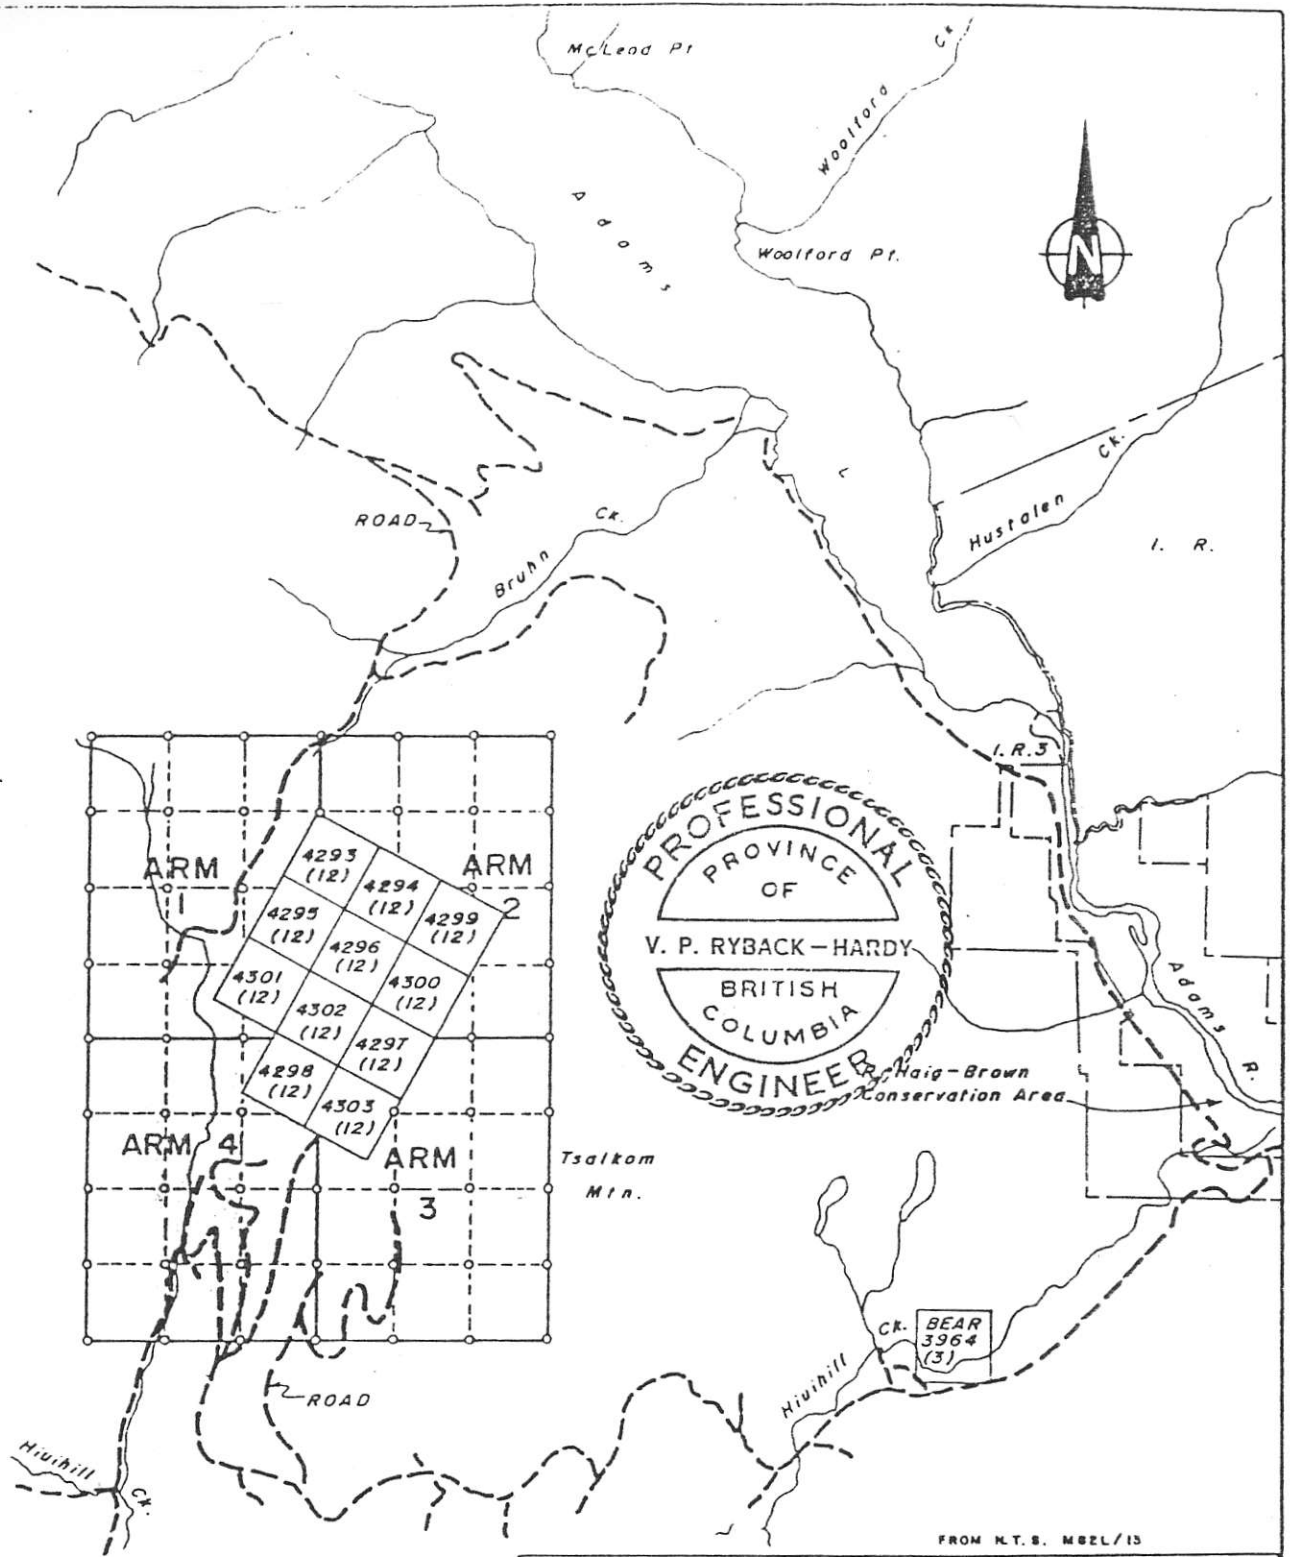 McLeod Pt
Woolford Ck.
Adams
Woolford Pt.
N
L
Hustalen Ck.
I. R.
ROAD
Bruhn Ck.
I.R.3
ARM
1
ARM
2
4293
(12)
4294
(12)
4299
(12)
4295
(12)
4296
(12)
4300
(12)
4301
(12)
4302
(12)
4297
(12)
4298
(12)
4303
(12)
ARM 4
ARM
3
PROFESSIONAL
PROVINCE
OF
V. P. RYBACK-HARDY
BRITISH
COLUMBIA
ENGINEER
Adams R.
R. Haig-Brown
Conservation Area
Tsalkom
Mtn.
BEAR
3964
(3)
Hiuihill Ck.
ROAD
Hiuihill Ck.
FROM N.T.S. M82L/13